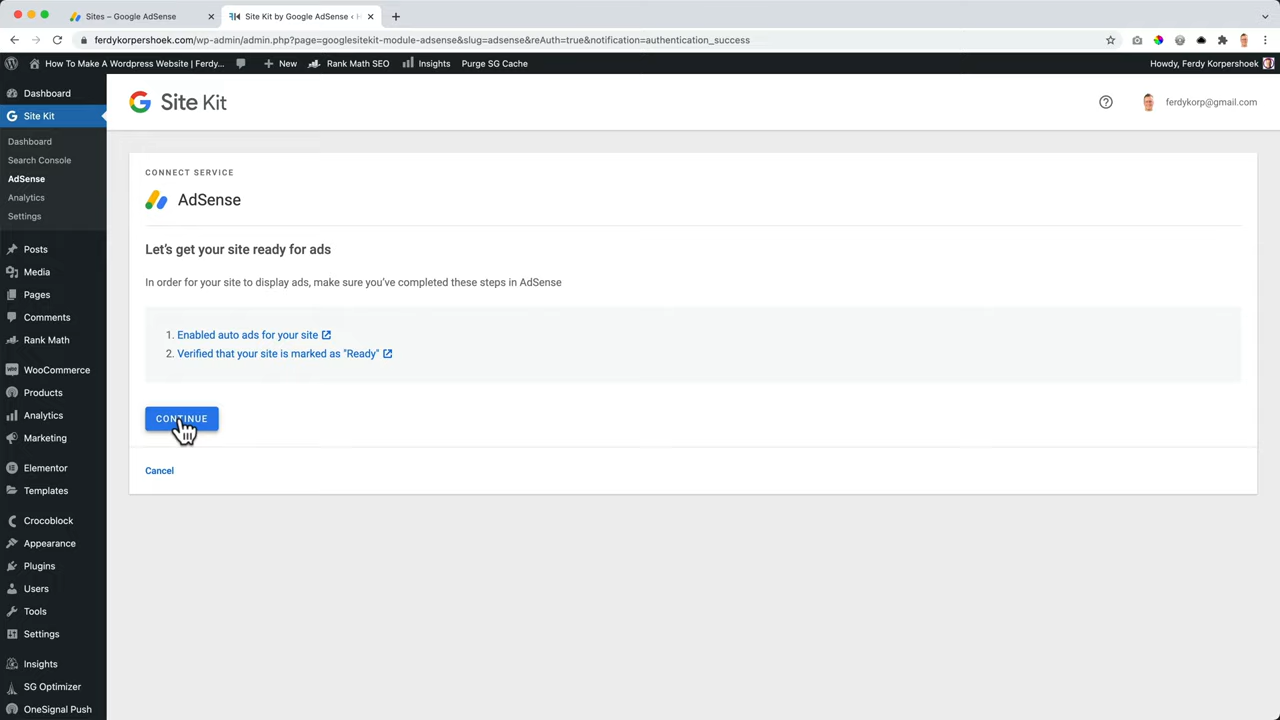 Sites – Google AdSense
Site Kit by Google AdSense ‹ H
ferdykorpershoek.com/wp-admin/admin.php?page=googlesitekit-module-adsense&slug=adsense&reAuth=true&notification=authentication_success
How To Make A Wordpress Website | Ferdy... New Rank Math SEO Insights Purge SG Cache Howdy, Ferdy Korpershoek
Dashboard
Site Kit
Dashboard
Search Console
AdSense
Analytics
Settings
Posts
Media
Pages
Comments
Rank Math
WooCommerce
Products
Analytics
Marketing
Elementor
Templates
Crocoblock
Appearance
Plugins
Users
Tools
Settings
Insights
SG Optimizer
OneSignal Push
Site Kit
ferdykorp@gmail.com
CONNECT SERVICE
AdSense
Let's get your site ready for ads
In order for your site to display ads, make sure you've completed these steps in AdSense
1. Enabled auto ads for your site
2. Verified that your site is marked as "Ready"
CONTINUE
Cancel